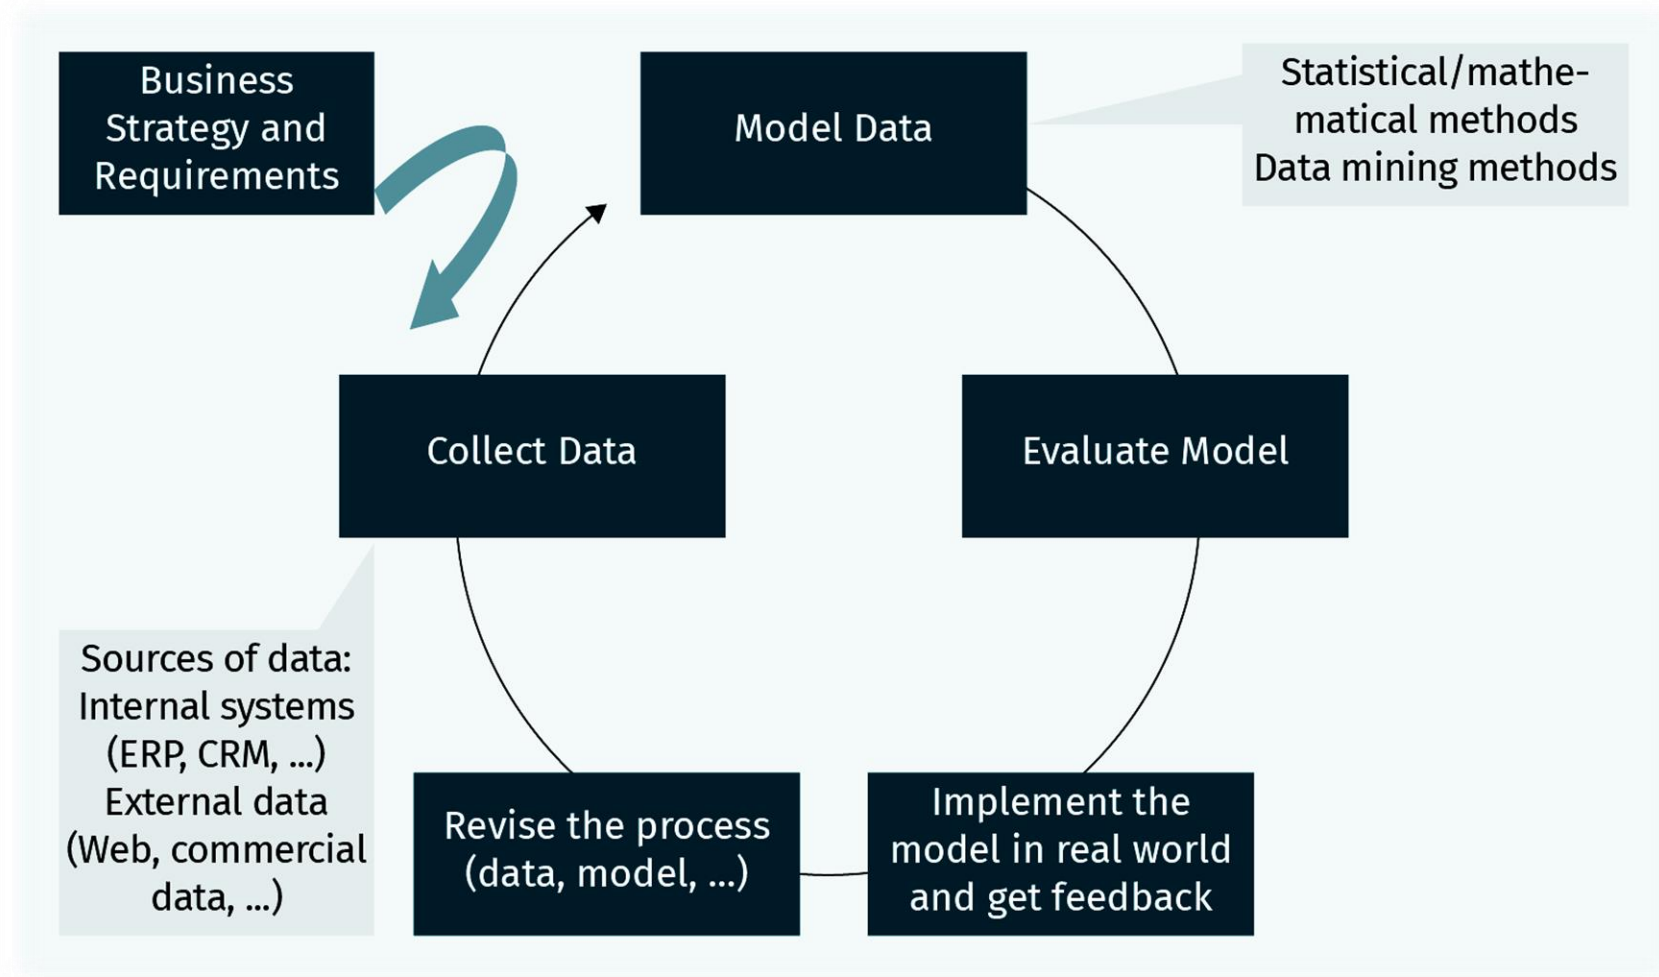 Business
Strategy and
Requirements
Model Data
Statistical/mathe-
matical methods
Data mining methods
Collect Data
Evaluate Model
Sources of data:
Internal systems
(ERP, CRM, ...)
External data
(Web, commercial
data, ...)
Revise the process
(data, model, ...)
Implement the
model in real world
and get feedback